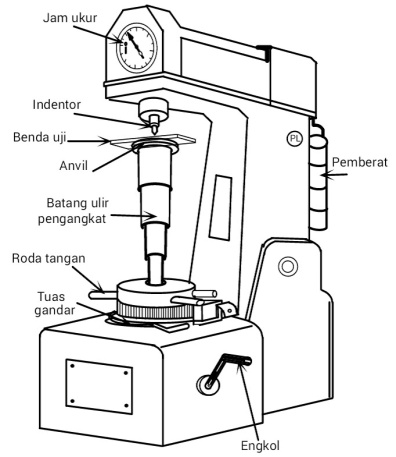 Jam ukur
Indentor
Benda uji
Anvil
PL
Pemberat
Batang ulir
pengangkat
Roda tangan
Tuas
gandar
Engkol